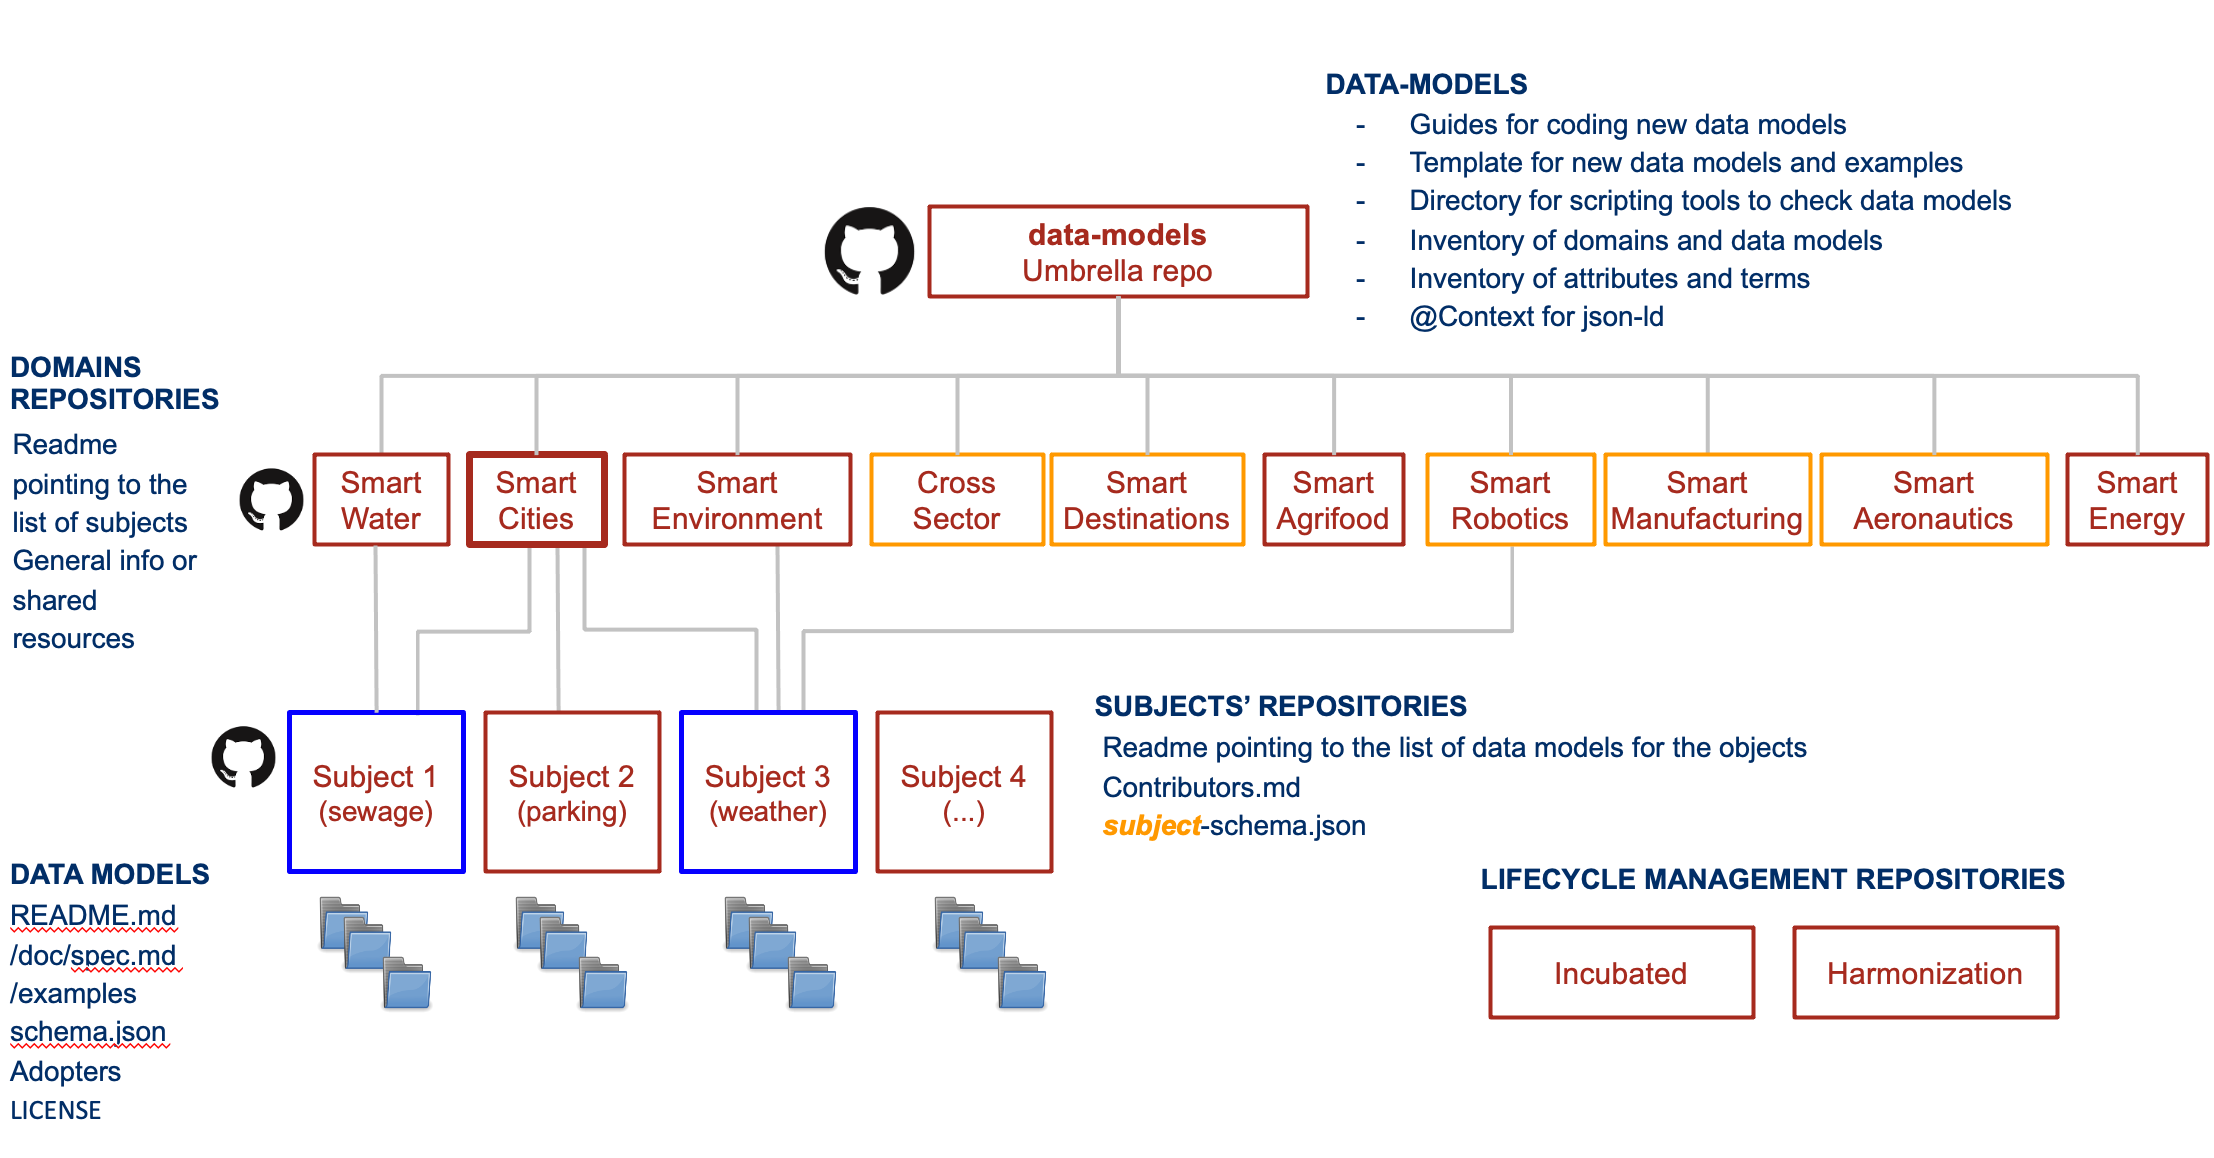 DATA-MODELS
- Guides for coding new data models
- Template for new data models and examples
- Directory for scripting tools to check data models
- Inventory of domains and data models
- Inventory of attributes and terms
- @Context for json-ld
data-models
Umbrella repo
DOMAINS
REPOSITORIES
Readme
pointing to the
list of subjects
General info or
shared
resources
Smart
Water
Smart
Cities
Smart
Environment
Cross
Sector
Smart
Destinations
Smart
Agrifood
Smart
Robotics
Smart
Manufacturing
Smart
Aeronautics
Smart
Energy
Subject 1
(sewage)
Subject 2
(parking)
Subject 3
(weather)
Subject 4
(...)
SUBJECTS’ REPOSITORIES
Readme pointing to the list of data models for the objects
Contributors.md
subject-schema.json
DATA MODELS
README.md
/doc/spec.md
/examples
schema.json
Adopters
LICENSE
LIFECYCLE MANAGEMENT REPOSITORIES
Incubated
Harmonization